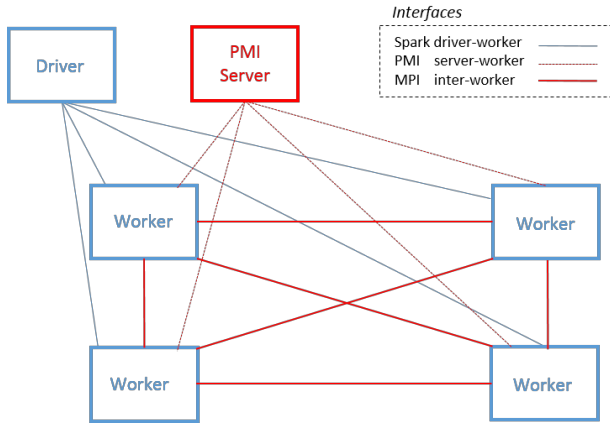 Interfaces
Spark driver-worker
PMI server-worker
MPI inter-worker
Driver
PMI
Server
Worker
Worker
Worker
Worker